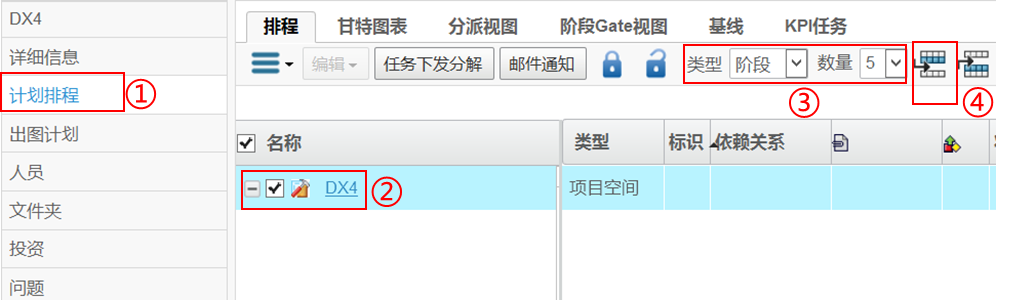 DX4
详细信息
计划排程 ①
出图计划
人员
文件夹
投资
问题
排程 甘特图表 分派视图 阶段Gate视图 基线 KPI任务
编辑 任务下发分解 邮件通知 类型 阶段 数量 5
③ ④
名称 类型 标识 依赖关系
DX4 ② 项目空间